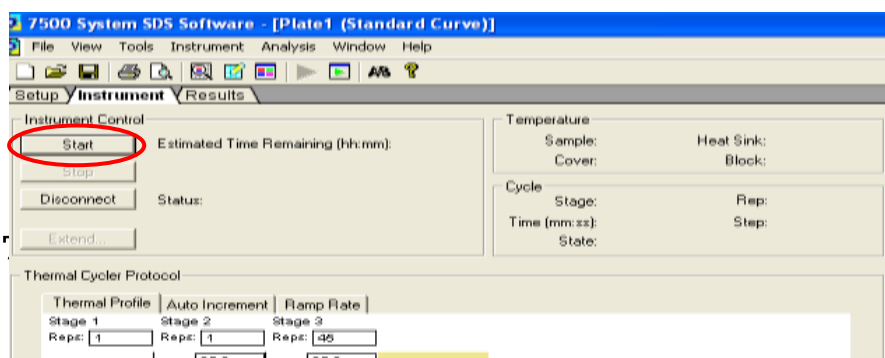 7500 System SDS Software - [Plate1 (Standard Curve)]
File View Tools Instrument Analysis Window Help
Setup Instrument Results
Instrument Control
Start Estimated Time Remaining (hh:mm):
Stop
Disconnect Status:
Extend...
Temperature
Sample: Heat Sink:
Cover: Block:
Cycle
Stage: Rep:
Time (mm:ss): Step:
State:
Thermal Cycler Protocol
Thermal Profile Auto Increment Ramp Rate
Stage 1 Stage 2 Stage 3
Reps: 1 Reps: 1 Reps: 45